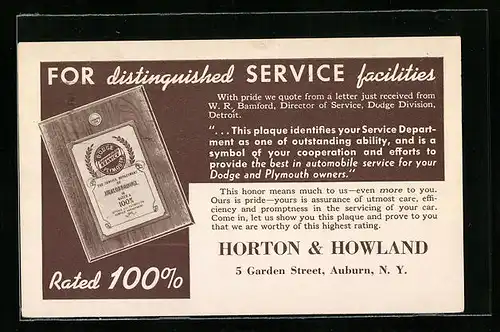 FOR distinguished SERVICE facilities
With pride we quote from a letter just received from
W. R. Bamford, Director of Service, Dodge Division,
Detroit.
"... This plaque identifies your Service Depart-
ment as one of outstanding ability, and is a
symbol of your cooperation and efforts to
provide the best in automobile service for your
Dodge and Plymouth owners."
DODGE
SERVICE
100%
Rated 100%
This honor means much to us—even more to you.
Ours is pride—yours is assurance of utmost care, effi-
ciency and promptness in the servicing of your car.
Come in, let us show you this plaque and prove to you
that we are worthy of this highest rating.
HORTON & HOWLAND
5 Garden Street, Auburn, N. Y.